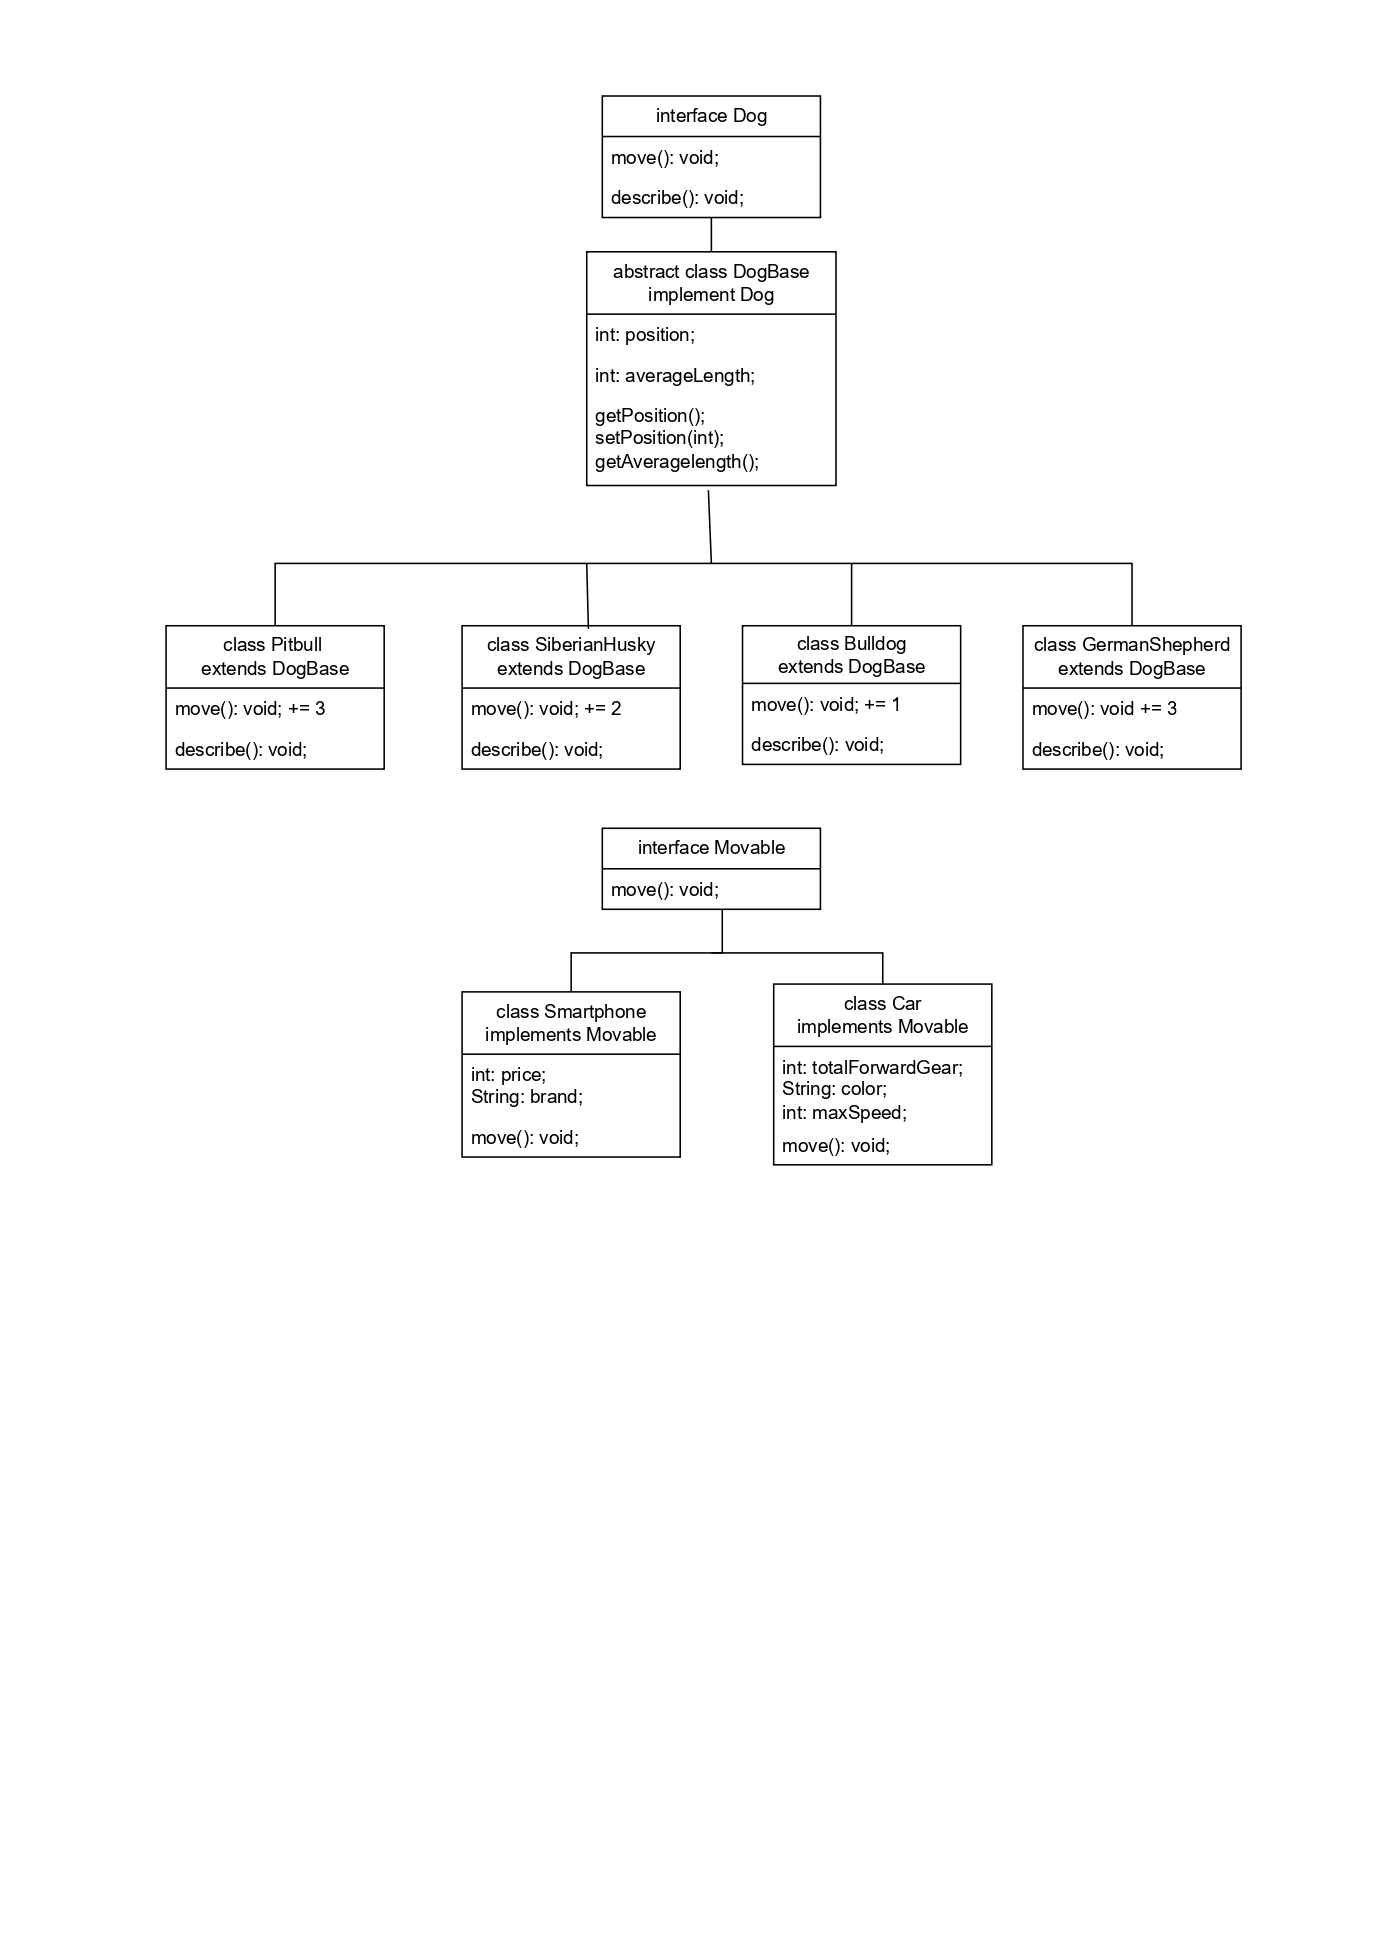 interface Dog
move(): void;
describe(): void;
abstract class DogBase
implement Dog
int: position;
int: averageLength;
getPosition();
setPosition(int);
getAveragelength();
class Pitbull
extends DogBase
move(): void; += 3
describe(): void;
class SiberianHusky
extends DogBase
move(): void; += 2
describe(): void;
class Bulldog
extends DogBase
move(): void; += 1
describe(): void;
class GermanShepherd
extends DogBase
move(): void += 3
describe(): void;
interface Movable
move(): void;
class Smartphone
implements Movable
int: price;
String: brand;
move(): void;
class Car
implements Movable
int: totalForwardGear;
String: color;
int: maxSpeed;
move(): void;